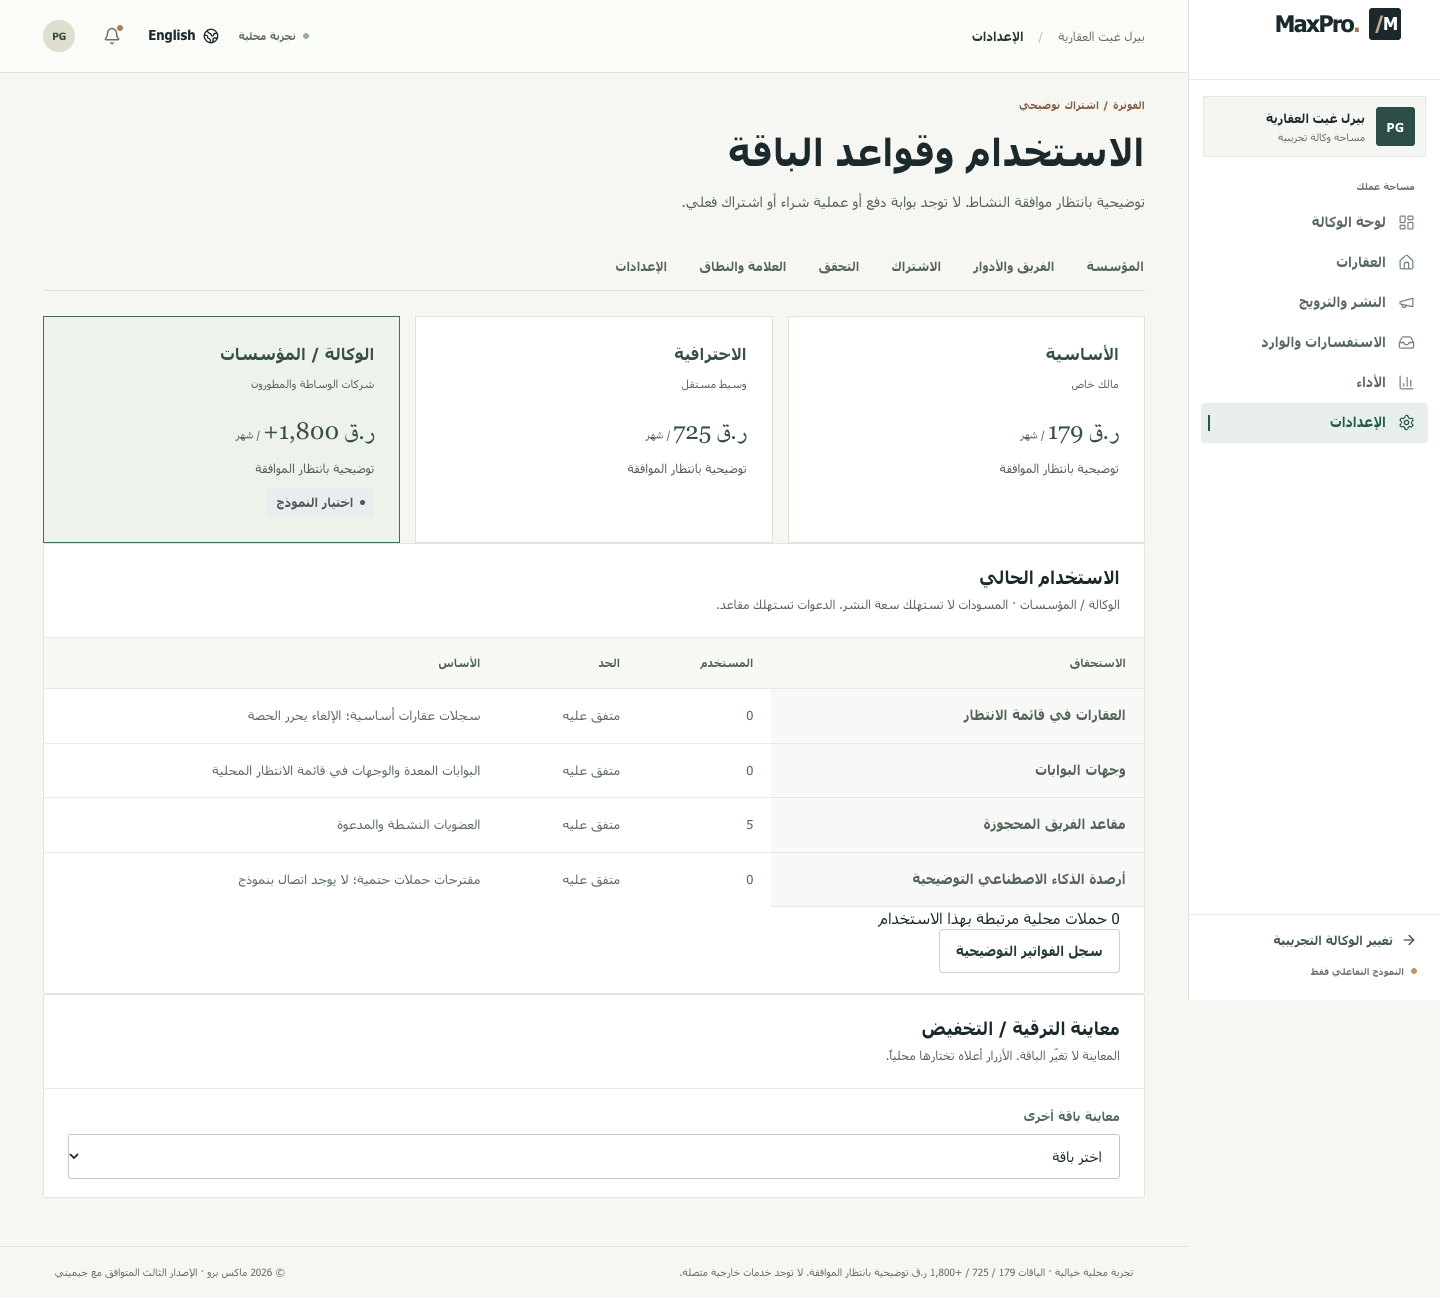 MaxPro. /M
PG
بيرل غيت العقارية
مساحة وكالة تجريبية
مساحة عملك
لوحة الوكالة
العقارات
النشر والترويج
الاستفسارات والوارد
الأداء
الإعدادات
تغيير الوكالة التجريبية
النموذج التفاعلي فقط
بيرل غيت العقارية / الإعدادات
تجربة محلية
English
PG
الفوترة / اشتراك توضيحي
الاستخدام وقواعد الباقة
توضيحية بانتظار موافقة النشاط. لا توجد بوابة دفع أو عملية شراء أو اشتراك فعلي.
المؤسسة
الفريق والأدوار
الاشتراك
التحقق
العلامة والنطاق
الإعدادات
الأساسية
مالك خاص
ر.ق 179 / شهر
توضيحية بانتظار الموافقة
الاحترافية
وسيط مستقل
ر.ق 725 / شهر
توضيحية بانتظار الموافقة
الوكالة / المؤسسات
شركات الوساطة والمطورون
ر.ق 1,800+ / شهر
توضيحية بانتظار الموافقة
اختيار النموذج
الاستخدام الحالي
الوكالة / المؤسسات · المسودات لا تستهلك سعة النشر. الدعوات تستهلك مقاعد.
الاستحقاق المستخدم الحد الأساس
العقارات في قائمة الانتظار 0 متفق عليه سجلات عقارات أساسية؛ الإلغاء يحرر الحصة
وجهات البوابات 0 متفق عليه البوابات المعدة والوجهات في قائمة الانتظار المحلية
مقاعد الفريق المحجوزة 5 متفق عليه العضويات النشطة والمدعوة
أرصدة الذكاء الاصطناعي التوضيحية 0 متفق عليه مقترحات حملات حتمية؛ لا يوجد اتصال بنموذج
0 حملات محلية مرتبطة بهذا الاستخدام
سجل الفواتير التوضيحية
معاينة الترقية / التخفيض
المعاينة لا تغيّر الباقة. الأزرار أعلاه تختارها محلياً.
معاينة باقة أخرى
اختر باقة
تجربة محلية خيالية · الباقات 179 / 725 / 1,800+ ر.ق توضيحية بانتظار الموافقة. لا توجد خدمات خارجية متصلة.
© 2026 ماكس برو · الإصدار الثالث المتوافق مع جيميني